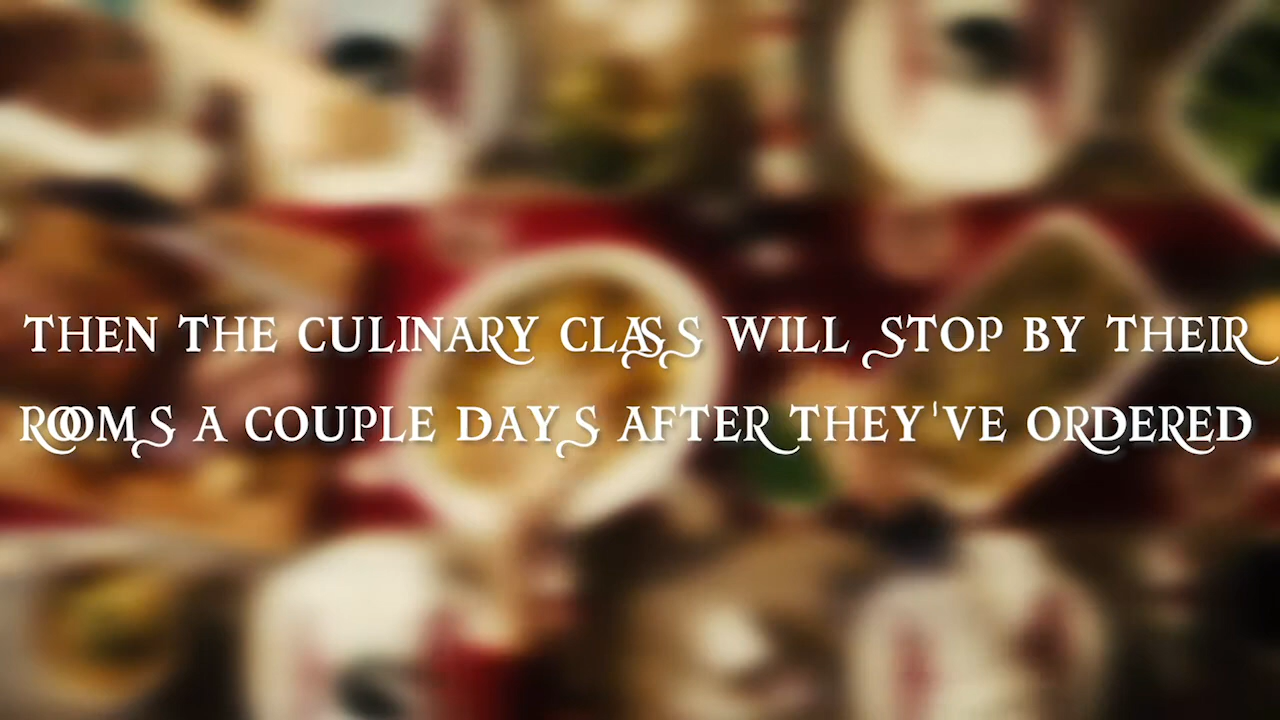 THEN THE CULINARY CLASS WILL STOP BY THEIR
ROOMS A COUPLE DAYS AFTER THEY'VE ORDERED